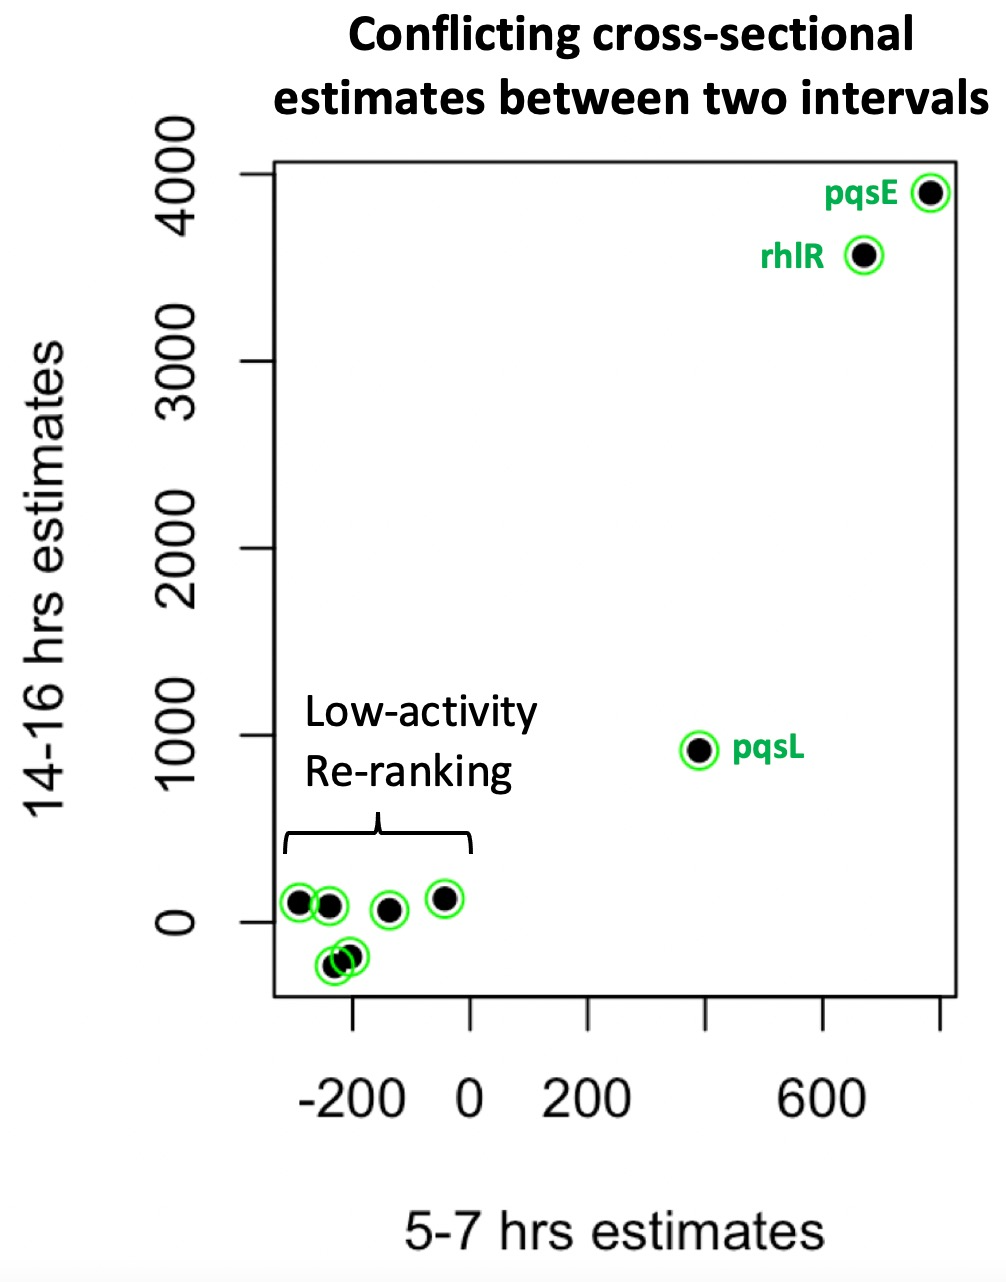 Conflicting cross-sectional
estimates between two intervals
14-16 hrs estimates
4000
3000
2000
1000
0
pqsE
rhlR
pqsL
Low-activity
Re-ranking
-200
0
200
600
5-7 hrs estimates